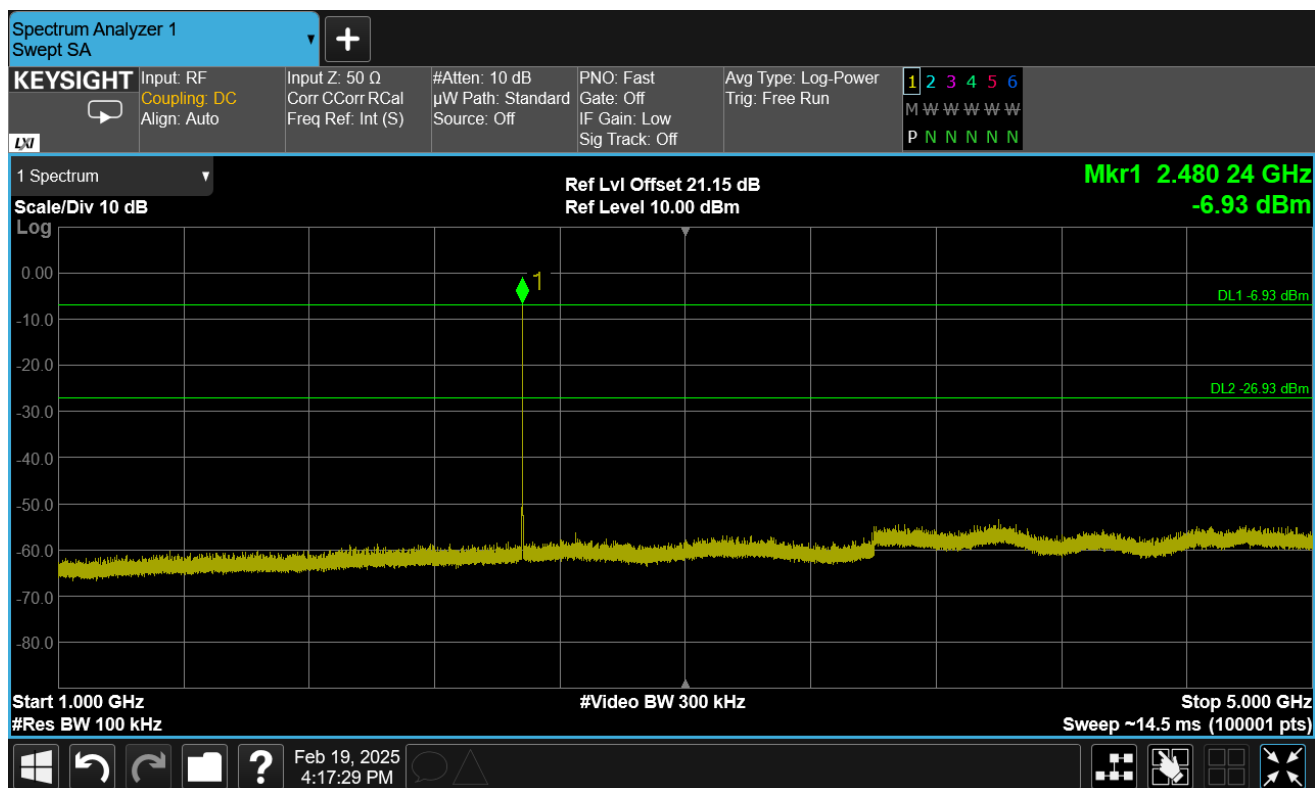 Spectrum Analyzer 1
Swept SA
KEYSIGHT
LXI
Input: RF
Coupling: DC
Align: Auto
Input Z: 50 Ω
Corr CCorr RCal
Freq Ref: Int (S)
#Atten: 10 dB
µW Path: Standard
Source: Off
PNO: Fast
Gate: Off
IF Gain: Low
Sig Track: Off
Avg Type: Log-Power
Trig: Free Run
1 2 3 4 5 6
M W W W W W
P N N N N N
1 Spectrum
Scale/Div 10 dB
Log
Ref Lvl Offset 21.15 dB
Ref Level 10.00 dBm
Mkr1 2.480 24 GHz
-6.93 dBm
0.00
1
DL1 -6.93 dBm
-10.0
-20.0
DL2 -26.93 dBm
-30.0
-40.0
-50.0
-60.0
-70.0
-80.0
Start 1.000 GHz
#Video BW 300 kHz
Stop 5.000 GHz
#Res BW 100 kHz
Sweep ~14.5 ms (100001 pts)
?
Feb 19, 2025
4:17:29 PM